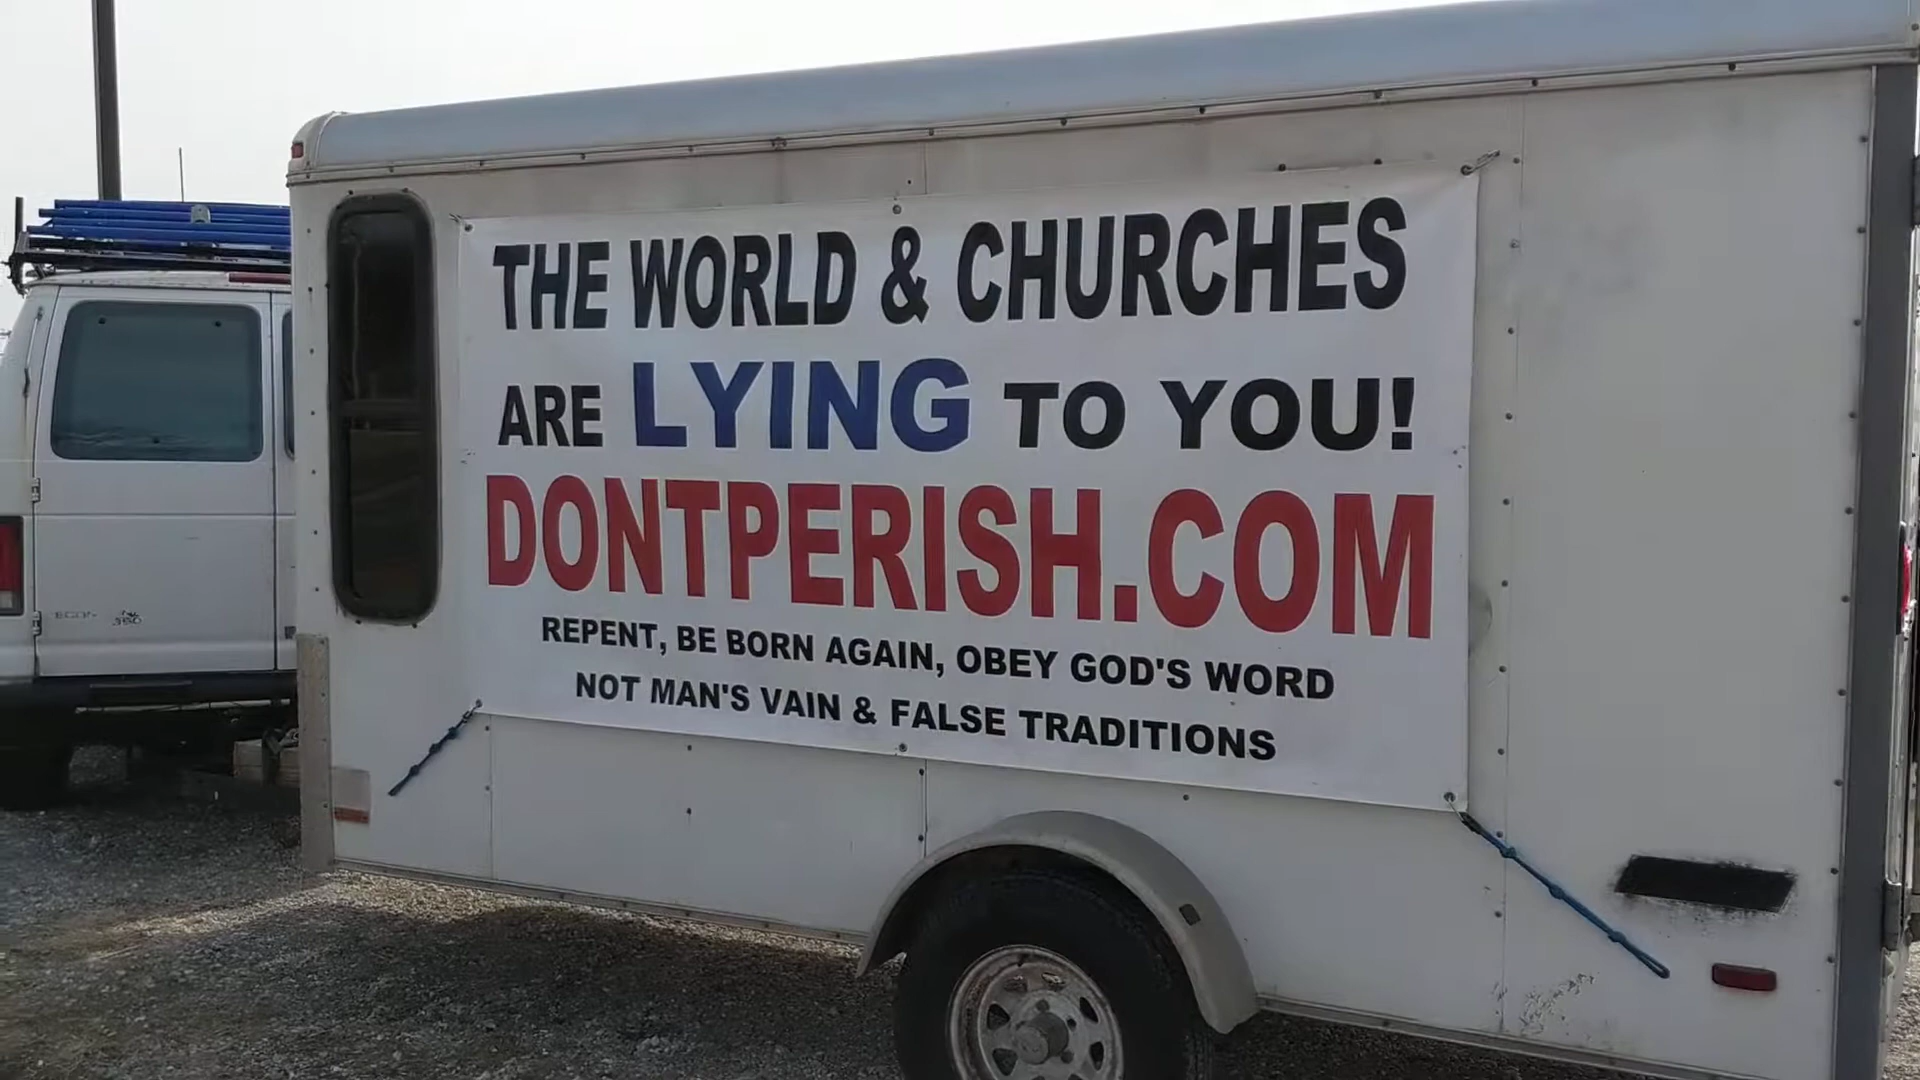 THE WORLD & CHURCHES
ARE LYING TO YOU!
DONTPERISH.COM
REPENT, BE BORN AGAIN, OBEY GOD'S WORD
NOT MAN'S VAIN & FALSE TRADITIONS